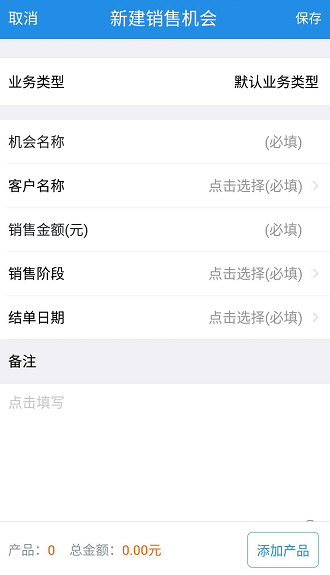 取消 新建销售机会 保存
业务类型 默认业务类型
机会名称 (必填)
客户名称 点击选择(必填)
销售金额(元) (必填)
销售阶段 点击选择(必填)
结单日期 点击选择(必填)
备注
点击填写
产品：0 总金额：0.00元 添加产品